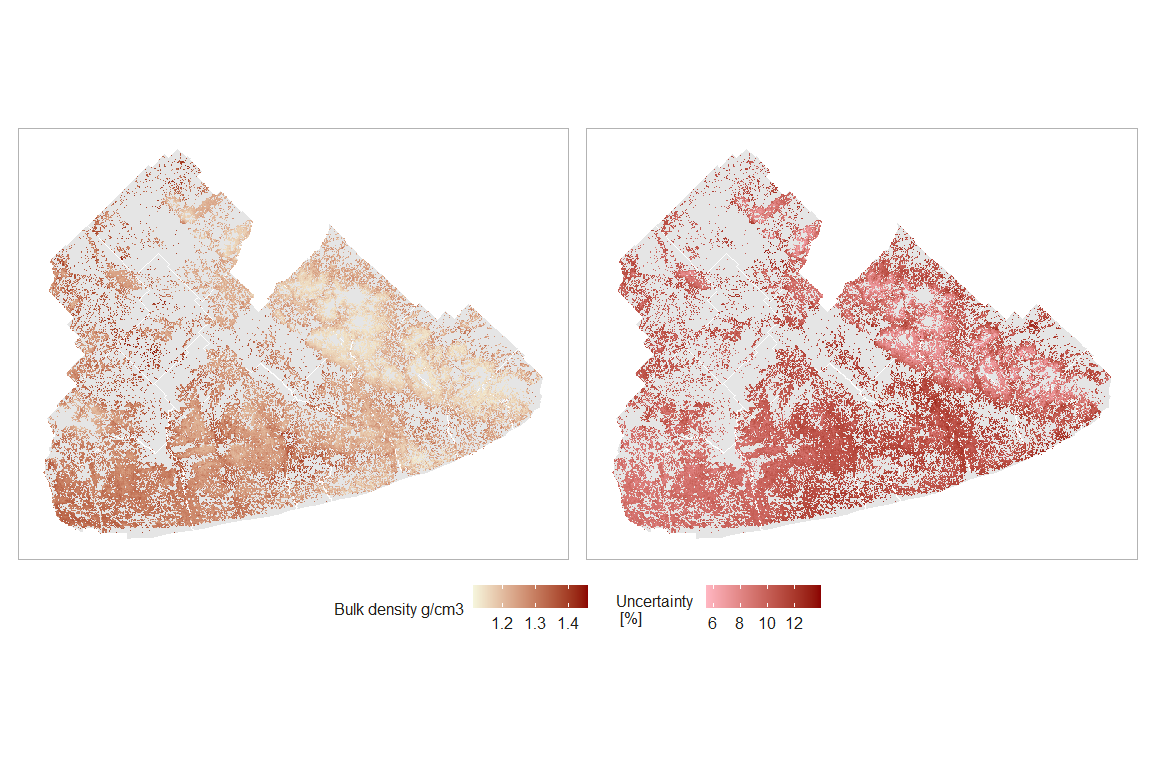 Bulk density g/cm3
1.2 1.3 1.4
Uncertainty
[%]
6 8 10 12